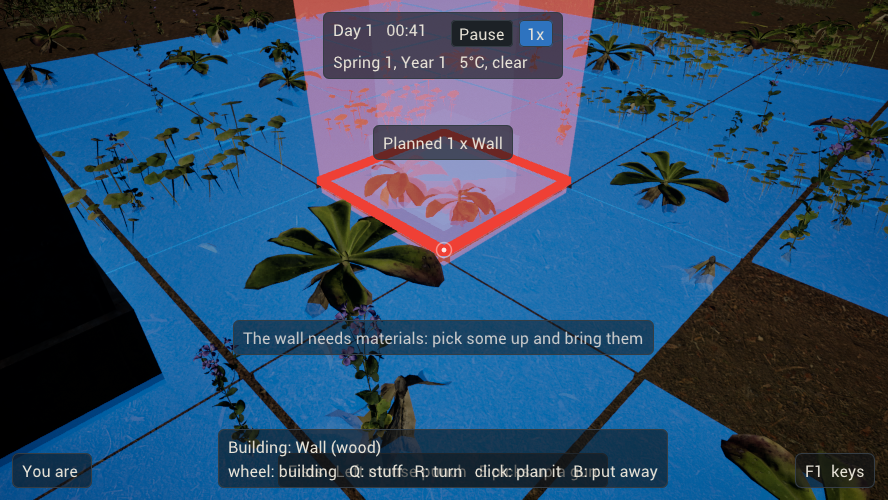 Day 1 00:41 Pause 1x
Spring 1, Year 1 5°C, clear
Planned 1 x Wall
The wall needs materials: pick some up and bring them
Building: Wall (wood)
wheel: building Q: stuff R: turn click: plan it B: put away
You are
F1 keys